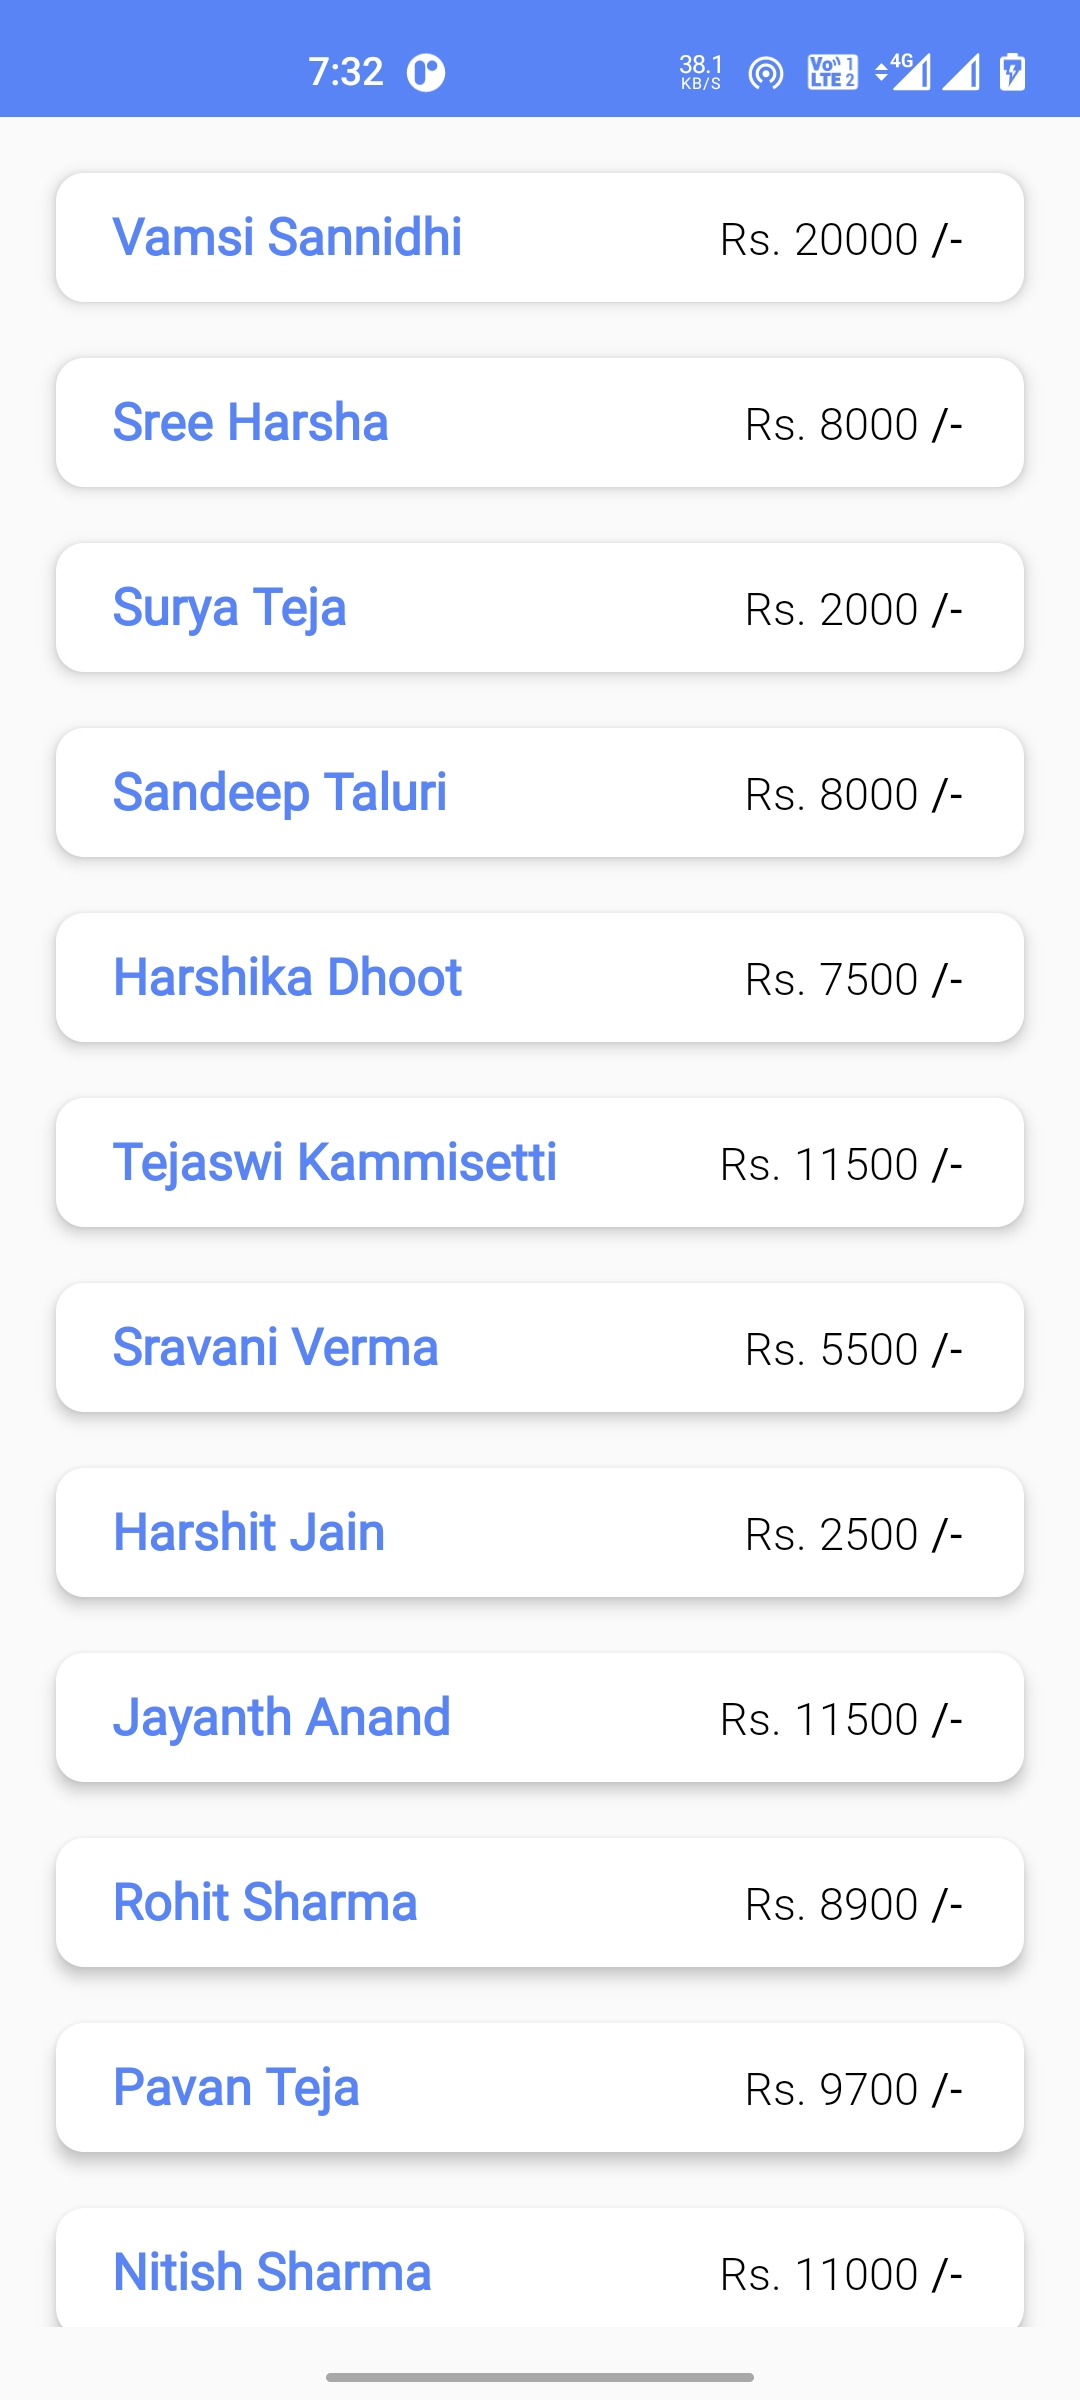 7:32 38.1 KB/S Vo LTE 1 2 4G
Vamsi Sannidhi Rs. 20000 /-
Sree Harsha Rs. 8000 /-
Surya Teja Rs. 2000 /-
Sandeep Taluri Rs. 8000 /-
Harshika Dhoot Rs. 7500 /-
Tejaswi Kammisetti Rs. 11500 /-
Sravani Verma Rs. 5500 /-
Harshit Jain Rs. 2500 /-
Jayanth Anand Rs. 11500 /-
Rohit Sharma Rs. 8900 /-
Pavan Teja Rs. 9700 /-
Nitish Sharma Rs. 11000 /-